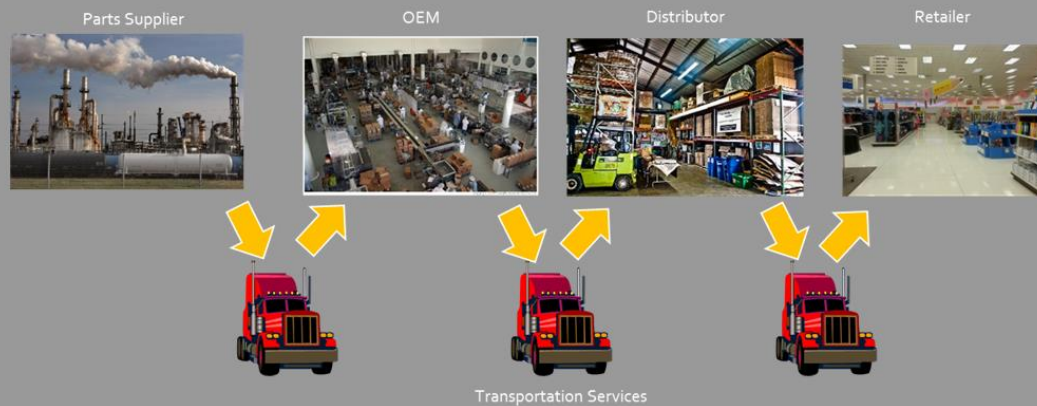 Parts Supplier
OEM
Distributor
Retailer
Transportation Services